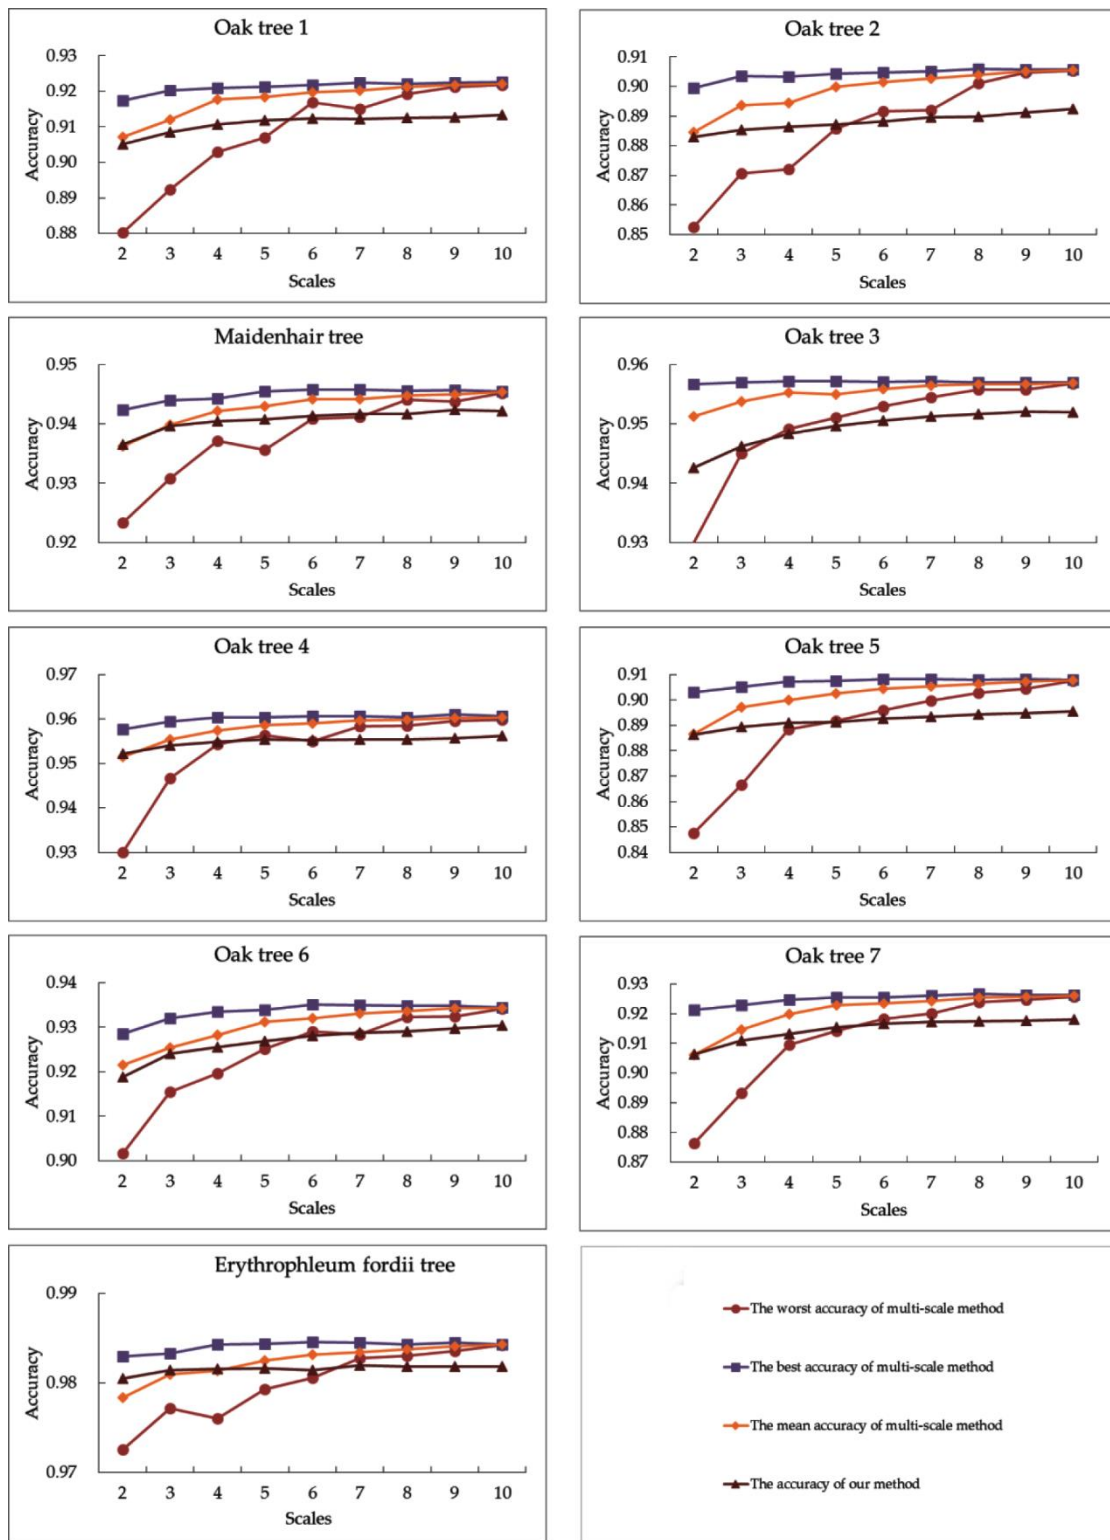 Oak tree 1
Accuracy
0.93
0.92
0.91
0.90
0.89
0.88
2 3 4 5 6 7 8 9 10
Scales
Oak tree 2
Accuracy
0.91
0.90
0.89
0.88
0.87
0.86
0.85
2 3 4 5 6 7 8 9 10
Scales
Maidenhair tree
Accuracy
0.95
0.94
0.93
0.92
2 3 4 5 6 7 8 9 10
Scales
Oak tree 3
Accuracy
0.96
0.95
0.94
0.93
2 3 4 5 6 7 8 9 10
Scales
Oak tree 4
Accuracy
0.97
0.96
0.95
0.94
0.93
2 3 4 5 6 7 8 9 10
Scales
Oak tree 5
Accuracy
0.91
0.90
0.89
0.88
0.87
0.86
0.85
0.84
2 3 4 5 6 7 8 9 10
Scales
Oak tree 6
Accuracy
0.94
0.93
0.92
0.91
0.90
2 3 4 5 6 7 8 9 10
Scales
Oak tree 7
Accuracy
0.93
0.92
0.91
0.90
0.89
0.88
0.87
2 3 4 5 6 7 8 9 10
Scales
Erythrophleum fordii tree
Accuracy
0.99
0.98
0.97
2 3 4 5 6 7 8 9 10
Scales
The worst accuracy of multi-scale method
The best accuracy of multi-scale method
The mean accuracy of multi-scale method
The accuracy of our method